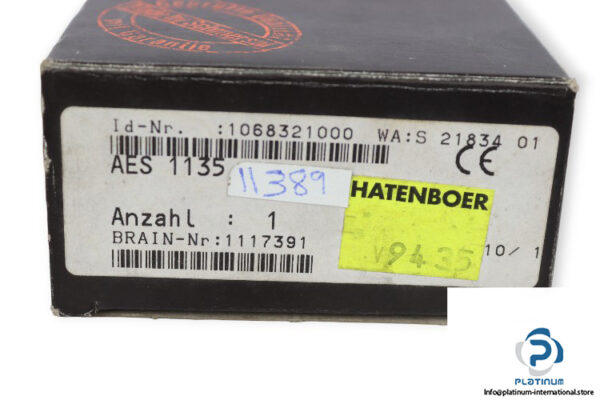 Id-Nr. :1068321000 WA:S 21834 01
AES 1135
11389
CE
HATENBOER
Anzahl : 1
V9435
10/ 1
BRAIN-Nr:1117391
PLATINUM
Info@platinum-international.store